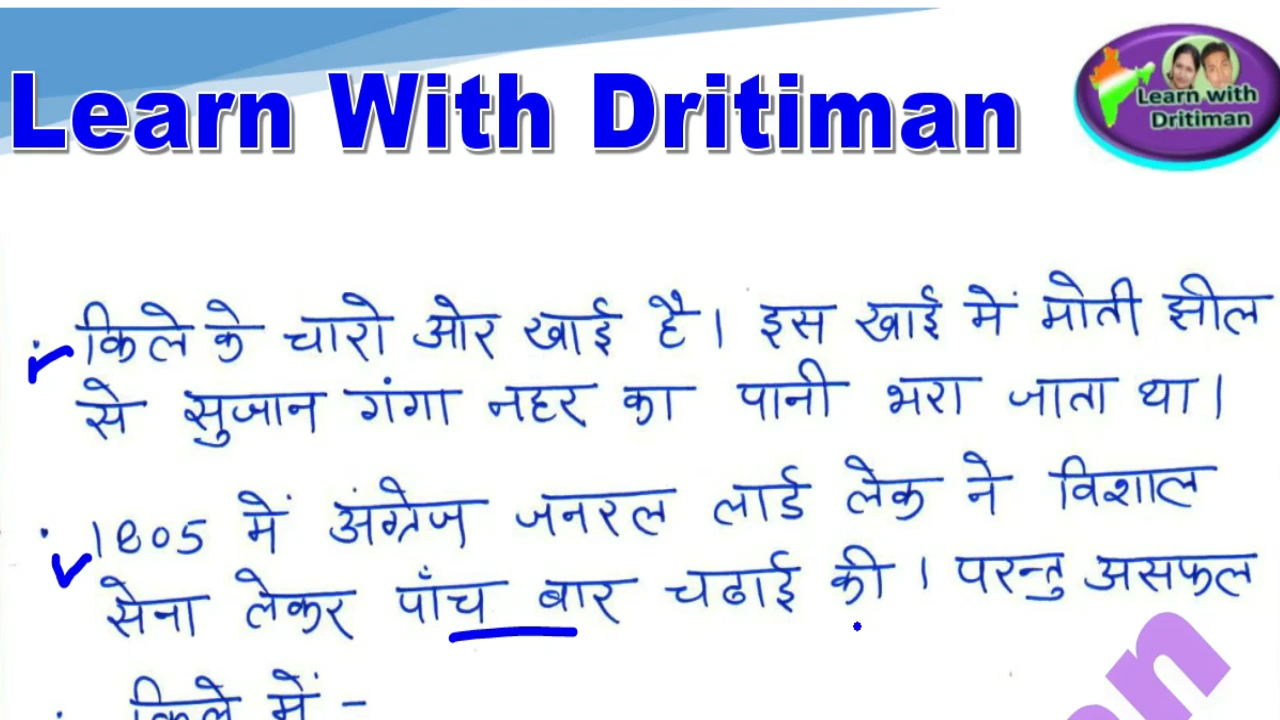 Learn With Dritiman
Learn with
Dritiman
किले के चारो ओर खाई है। इस खाई में मोती झील
से सुजान गंगा नहर का पानी भरा जाता था।
1805 में अंग्रेज जनरल लार्ड लेक ने विशाल
सेना लेकर पाँच बार चढाई की । परन्तु असफल
किले में -